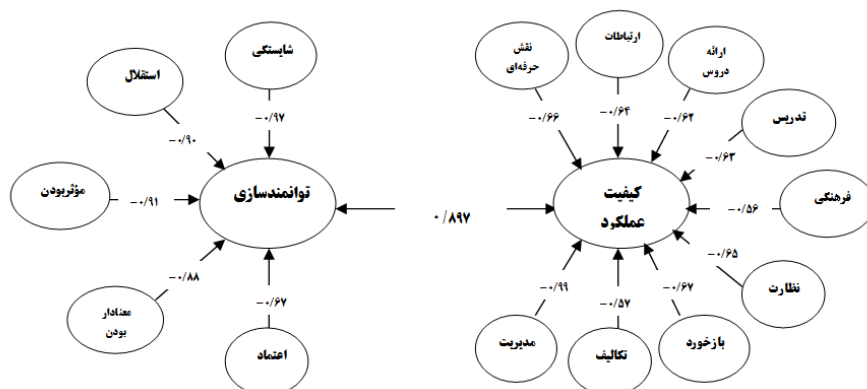 شایستگی
-۰/۹۷
استقلال
-۰/۹۰
مؤثربودن
-۰/۹۱
معنادار
بودن
-۰/۸۸
اعتماد
-۰/۶۷
توانمندسازی
۰/۸۹۷
کیفیت
عملکرد
نقش
حرفه‌ای
-۰/۶۶
ارتباطات
-۰/۶۴
ارائه
دروس
-۰/۶۲
تدریس
-۰/۶۳
فرهنگی
-۰/۵۶
نظارت
-۰/۶۵
بازخورد
-۰/۶۷
تکالیف
-۰/۵۷
مدیریت
-۰/۹۹